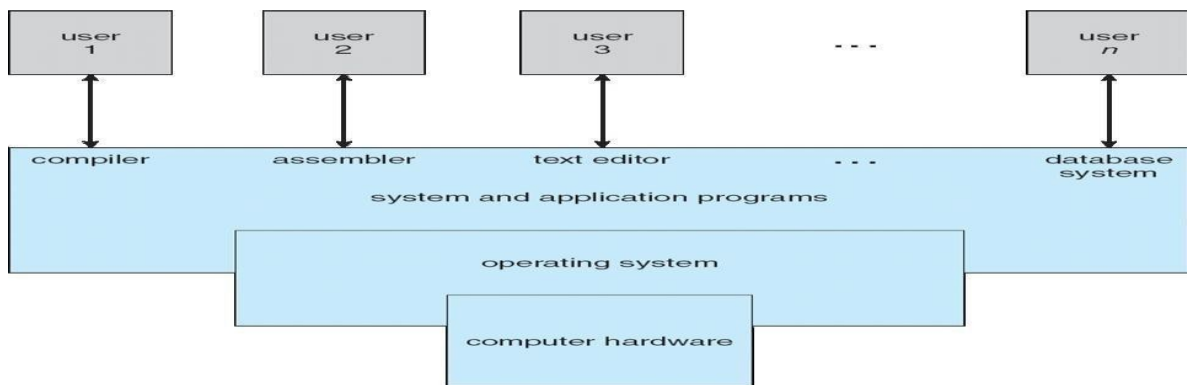 user user user user
1 2 3 ... n
compiler assembler text editor ... database
system
system and application programs
operating system
computer hardware